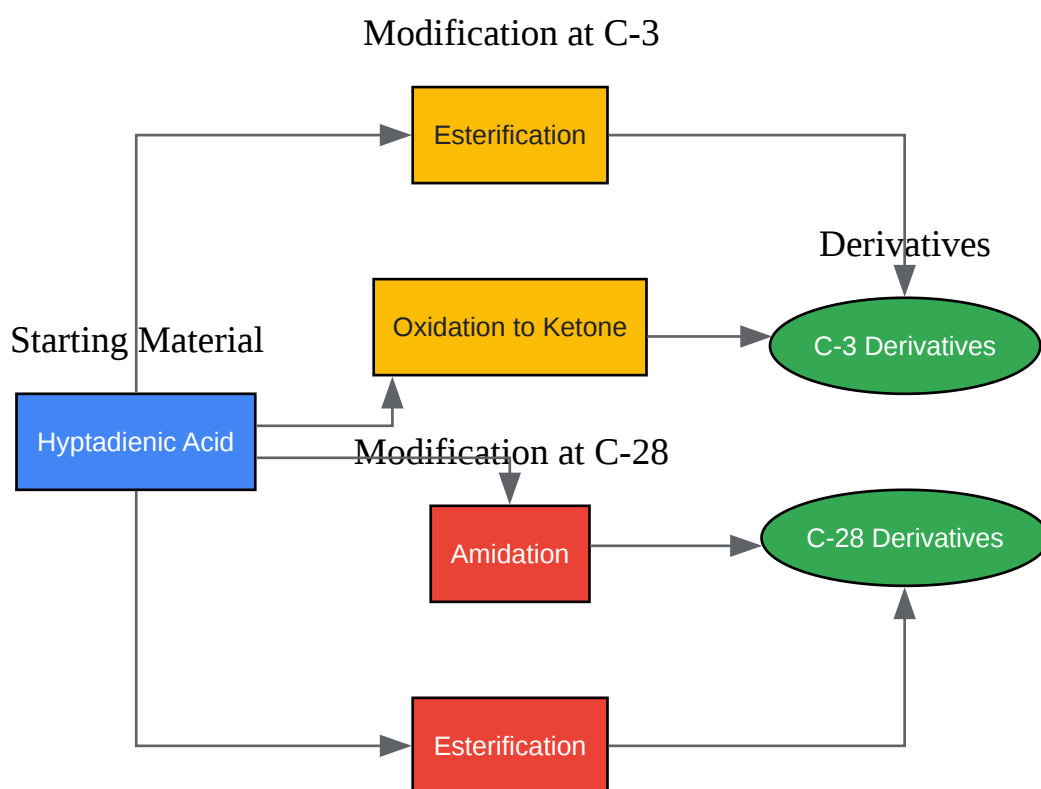 Modification at C-3
Esterification
Derivatives
Oxidation to Ketone
Starting Material
C-3 Derivatives
Hyptadienic Acid
Modification at C-28
C-28 Derivatives
Amidation
Esterification